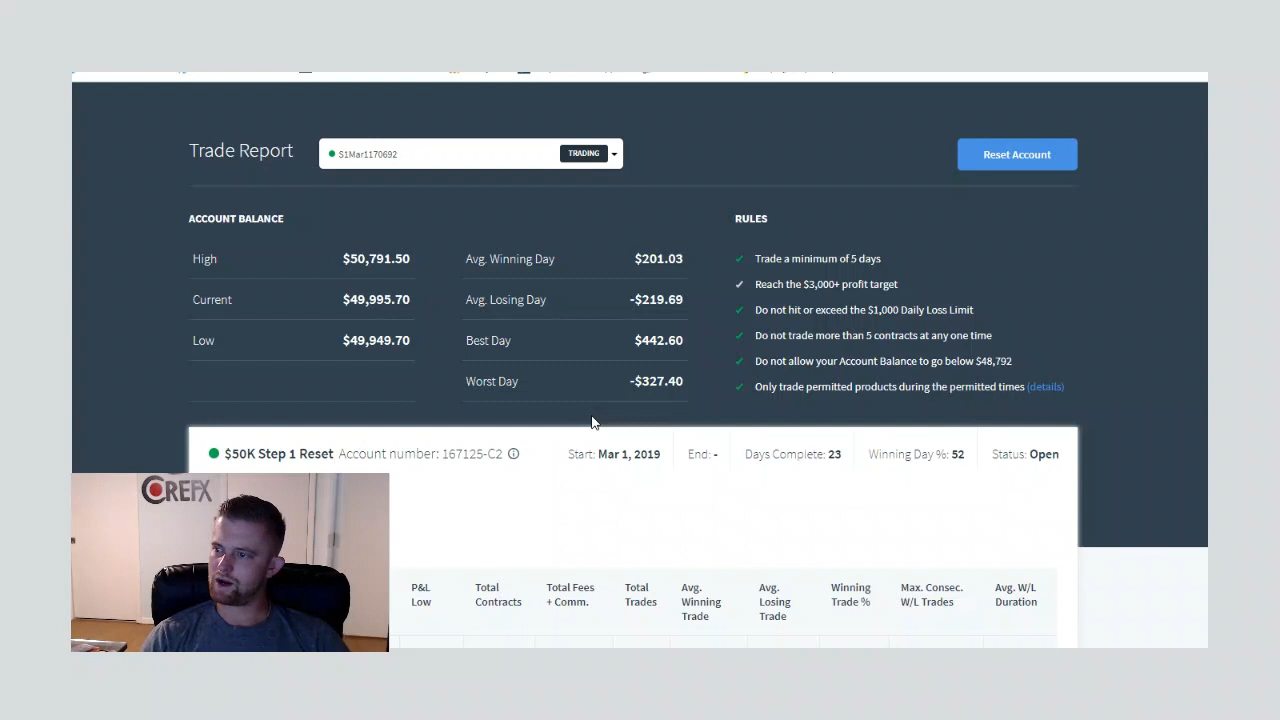 Trade Report
S1Mar1170692
TRADING
Reset Account
ACCOUNT BALANCE
High $50,791.50
Current $49,995.70
Low $49,949.70
Avg. Winning Day $201.03
Avg. Losing Day -$219.69
Best Day $442.60
Worst Day -$327.40
RULES
Trade a minimum of 5 days
Reach the $3,000+ profit target
Do not hit or exceed the $1,000 Daily Loss Limit
Do not trade more than 5 contracts at any one time
Do not allow your Account Balance to go below $48,792
Only trade permitted products during the permitted times (details)
$50K Step 1 Reset Account number: 167125-C2
Start: Mar 1, 2019
End: -
Days Complete: 23
Winning Day %: 52
Status: Open
COREFX
P&L
Low
Total
Contracts
Total Fees
+ Comm.
Total
Trades
Avg.
Winning
Trade
Avg.
Losing
Trade
Winning
Trade %
Max. Consec.
W/L Trades
Avg. W/L
Duration